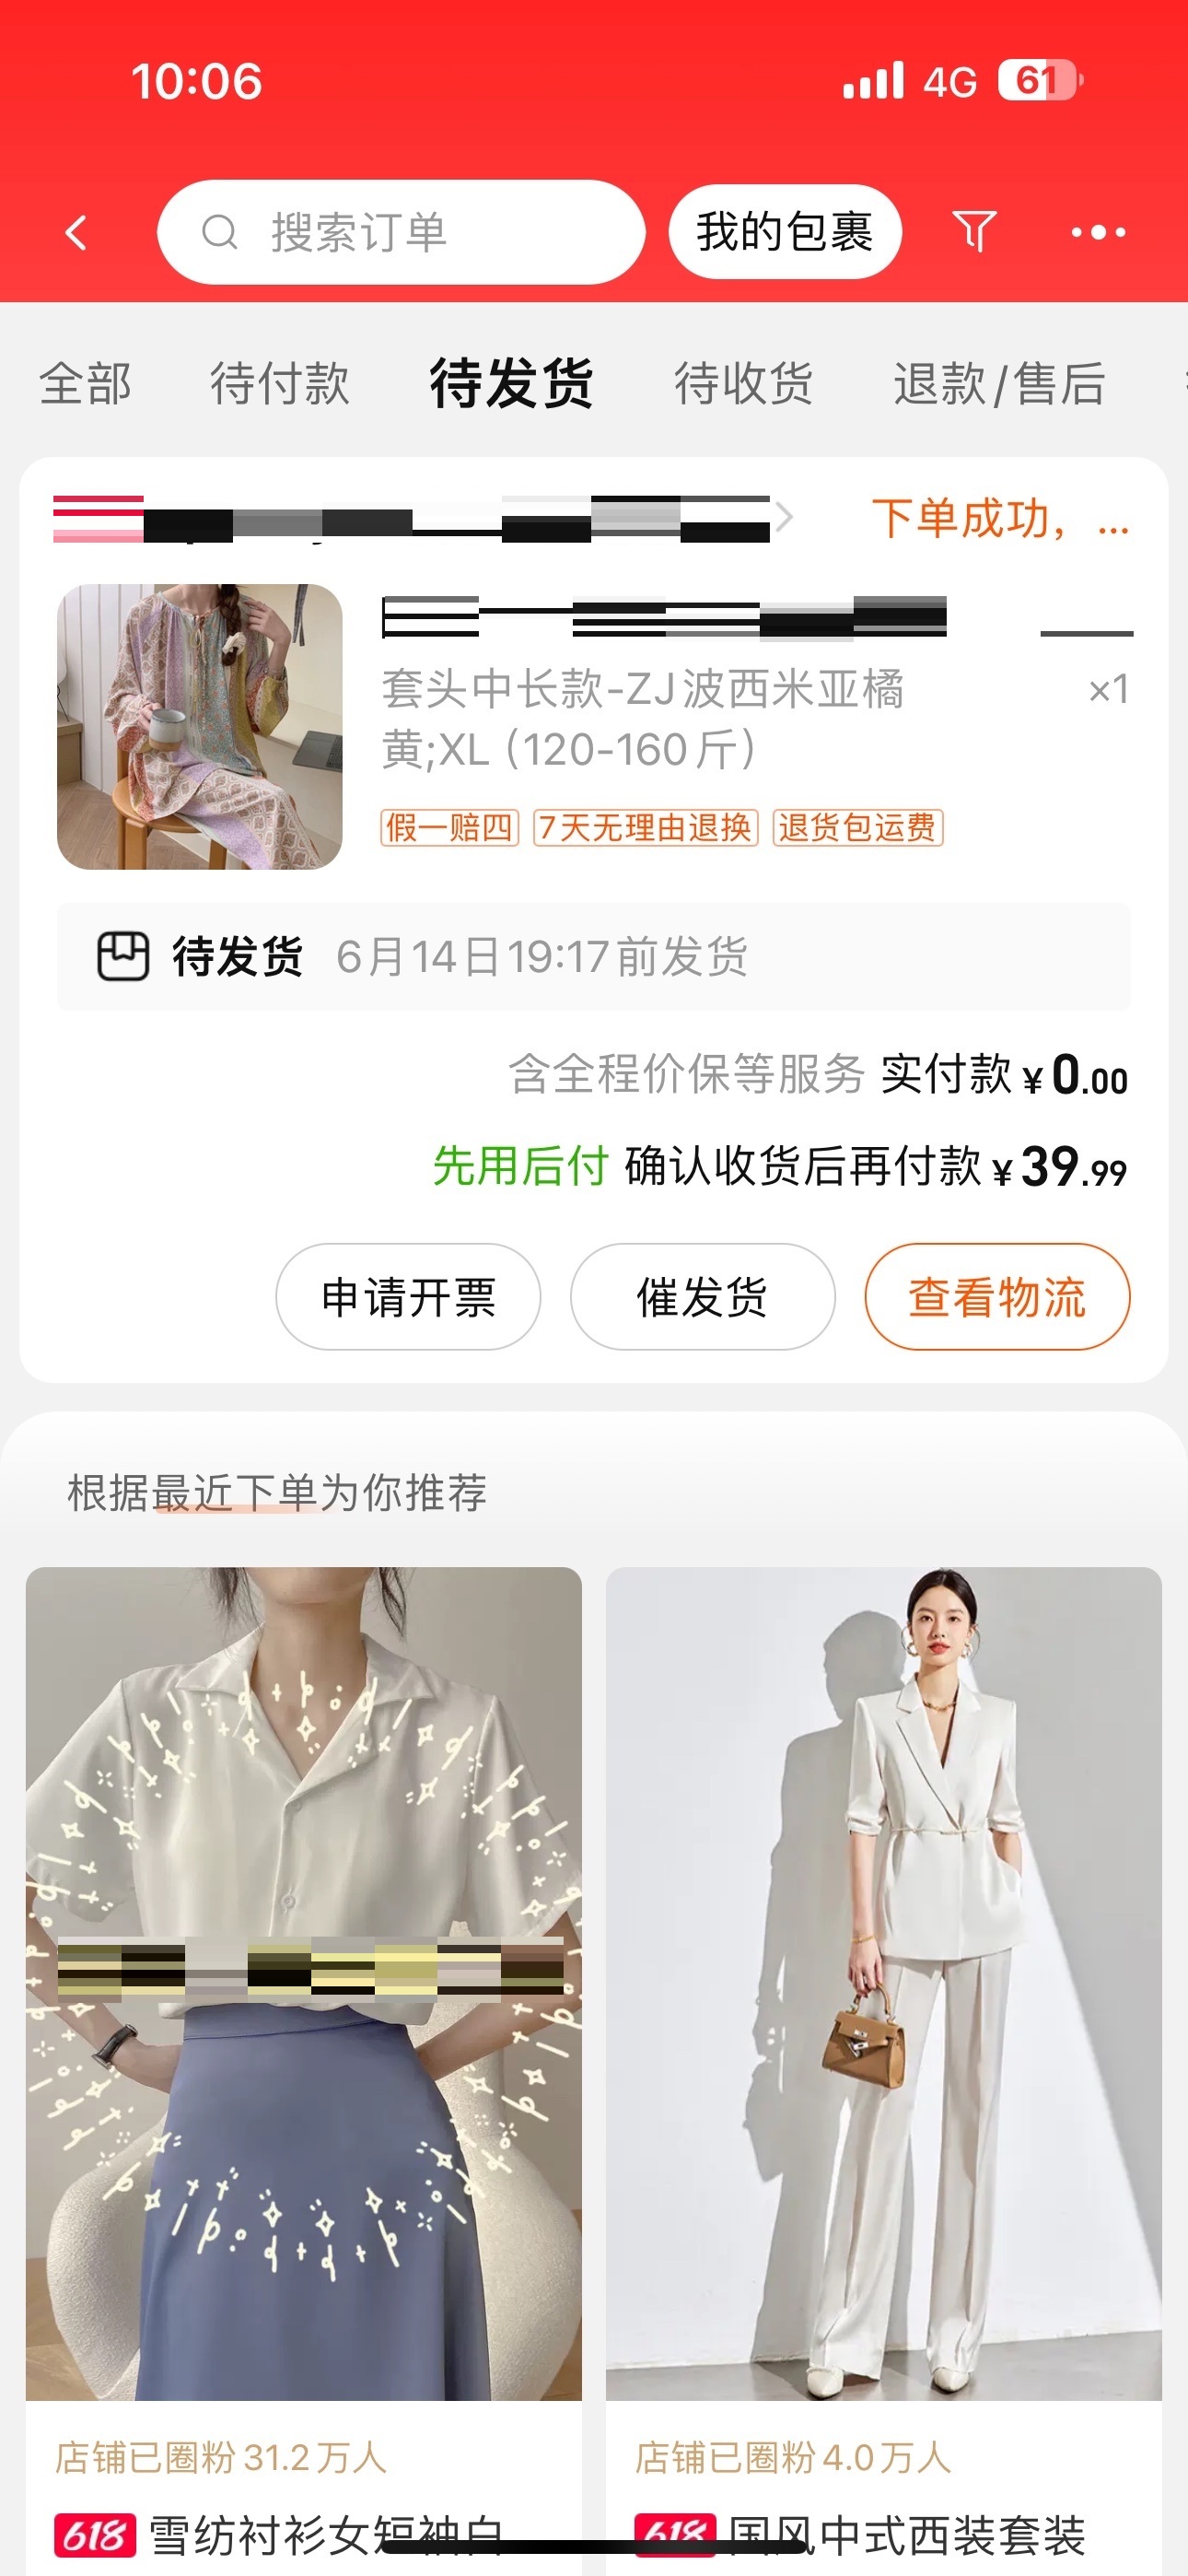 10:06
4G 61
搜索订单 我的包裹
全部 待付款 待发货 待收货 退款/售后
下单成功，...
套头中长款-ZJ波西米亚橘 ×1
黄;XL（120-160斤）
假一赔四 7天无理由退换 退货包运费
待发货 6月14日19:17前发货
含全程价保等服务 实付款 ¥0.00
先用后付 确认收货后再付款 ¥39.99
申请开票 催发货 查看物流
根据最近下单为你推荐
店铺已圈粉31.2万人
618 雪纺衬衫女短袖白
店铺已圈粉4.0万人
618 国风中式西装套装